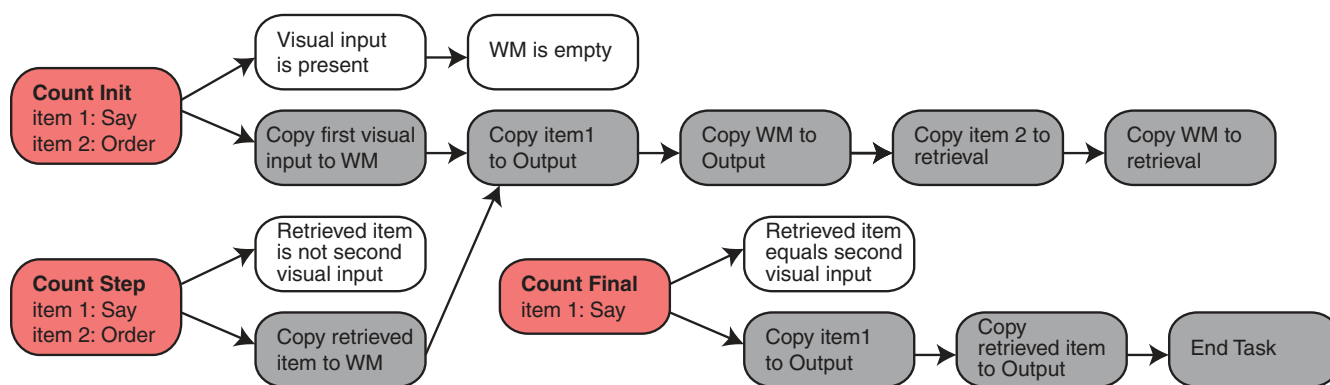 Visual input
is present
WM is empty
Count Init
item 1: Say
item 2: Order
Copy first visual
input to WM
Copy item1
to Output
Copy WM to
Output
Copy item 2 to
retrieval
Copy WM to
retrieval
Retrieved item
is not second
visual input
Count Step
item 1: Say
item 2: Order
Copy retrieved
item to WM
Retrieved item
equals second
visual input
Count Final
item 1: Say
Copy item1
to Output
Copy
retrieved item
to Output
End Task